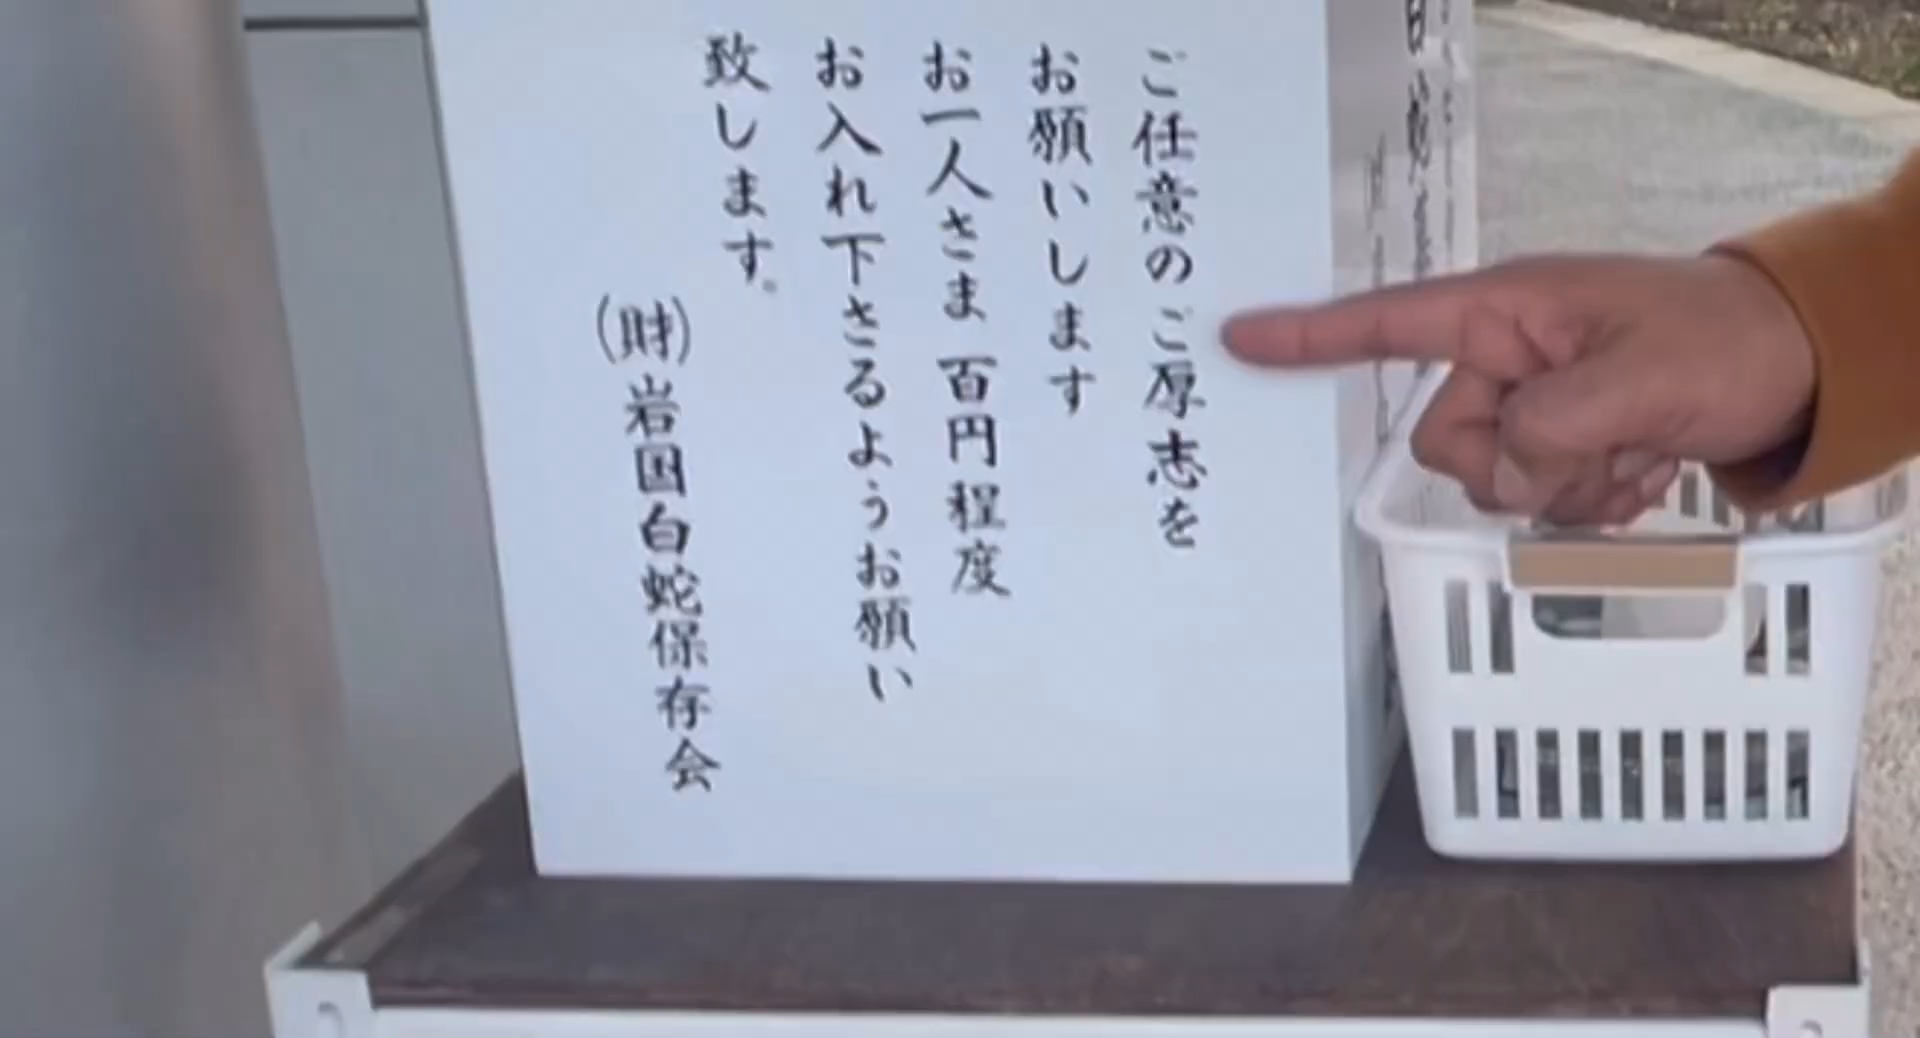 ご任意のご厚志を
お願いします
お一人さま 百円程度
お入れ下さるようお願い
致します。
(財)岩国白蛇保存会